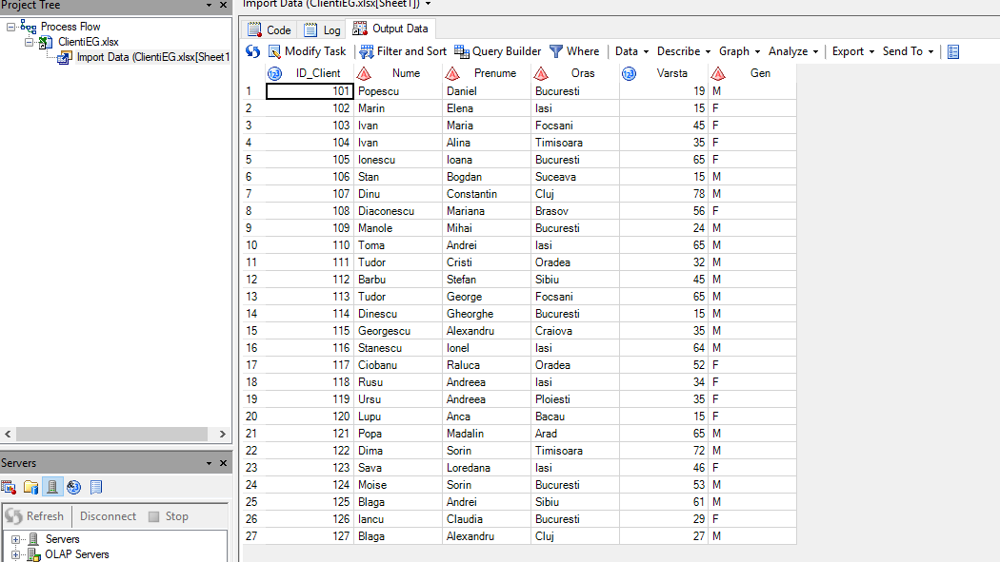 Project Tree
Process Flow
ClientiEG.xlsx
Import Data (ClientiEG.xlsx[Sheet1
Servers
Refresh Disconnect Stop
Servers
OLAP Servers
Import Data (ClientiEG.xlsx[Sheet1])
Code Log Output Data
Modify Task Filter and Sort Query Builder Where Data Describe Graph Analyze Export Send To
ID_Client Nume Prenume Oras Varsta Gen
1 101 Popescu Daniel Bucuresti 19 M
2 102 Marin Elena Iasi 15 F
3 103 Ivan Maria Focsani 45 F
4 104 Ivan Alina Timisoara 35 F
5 105 Ionescu Ioana Bucuresti 65 F
6 106 Stan Bogdan Suceava 15 M
7 107 Dinu Constantin Cluj 78 M
8 108 Diaconescu Mariana Brasov 56 F
9 109 Manole Mihai Bucuresti 24 M
10 110 Toma Andrei Iasi 65 M
11 111 Tudor Cristi Oradea 32 M
12 112 Barbu Stefan Sibiu 45 M
13 113 Tudor George Focsani 65 M
14 114 Dinescu Gheorghe Bucuresti 15 M
15 115 Georgescu Alexandru Craiova 35 M
16 116 Stanescu Ionel Iasi 64 M
17 117 Ciobanu Raluca Oradea 52 F
18 118 Rusu Andreea Iasi 34 F
19 119 Ursu Andreea Ploiesti 35 F
20 120 Lupu Anca Bacau 15 F
21 121 Popa Madalin Arad 65 M
22 122 Dima Sorin Timisoara 72 M
23 123 Sava Loredana Iasi 46 F
24 124 Moise Sorin Bucuresti 53 M
25 125 Blaga Andrei Sibiu 61 M
26 126 Iancu Claudia Bucuresti 29 F
27 127 Blaga Alexandru Cluj 27 M